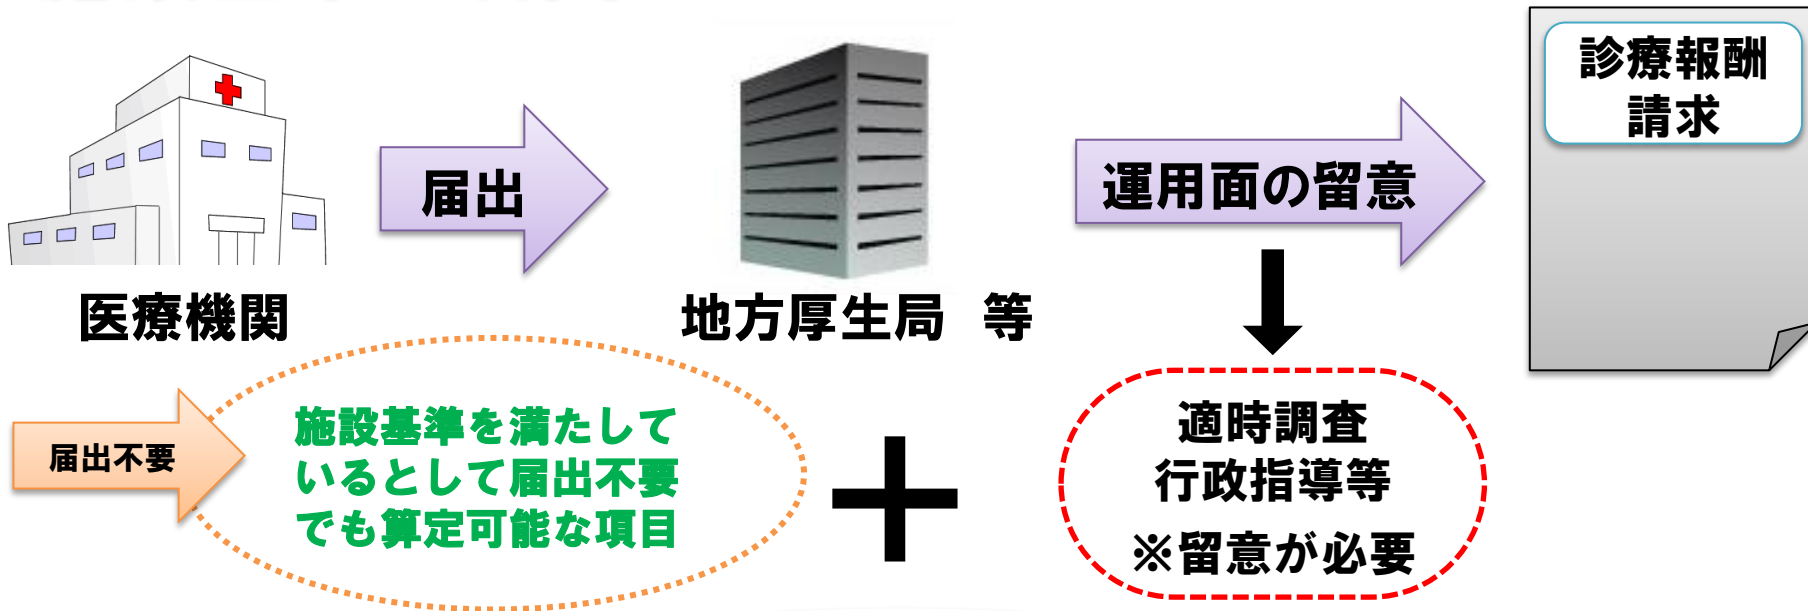 届出
運用面の留意
診療報酬
請求
医療機関
地方厚生局　等
届出不要
施設基準を満たして
いるとして届出不要
でも算定可能な項目
適時調査
行政指導等
※留意が必要